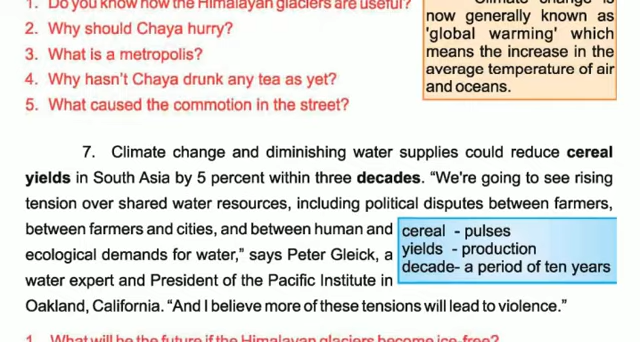 1. Do you know how the Himalayan glaciers are useful?
2. Why should Chaya hurry?
3. What is a metropolis?
4. Why hasn't Chaya drunk any tea as yet?
5. What caused the commotion in the street?
Climate change is
now generally known as
'global warming' which
means the increase in the
average temperature of air
and oceans.
7. Climate change and diminishing water supplies could reduce cereal
yields in South Asia by 5 percent within three decades. “We're going to see rising
tension over shared water resources, including political disputes between farmers,
between farmers and cities, and between human and
ecological demands for water,” says Peter Gleick, a
water expert and President of the Pacific Institute in
Oakland, California. “And I believe more of these tensions will lead to violence.”
cereal - pulses
yields - production
decade- a period of ten years
1. What will be the future if the Himalayan glaciers become ice-free?